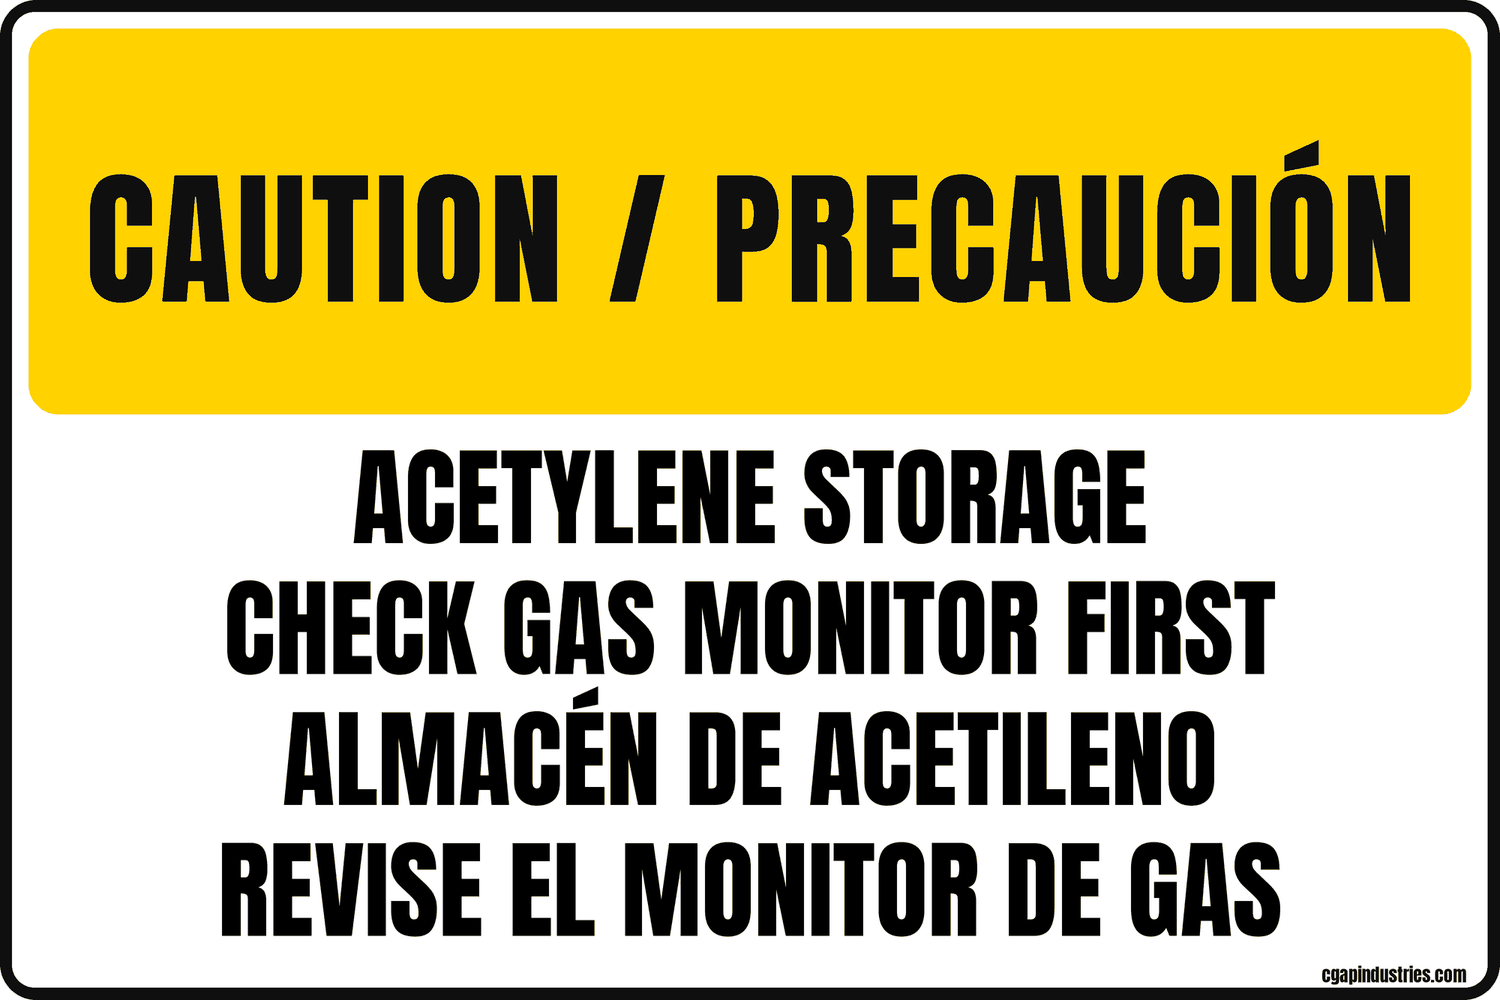 CAUTION / PRECAUCIÓN
ACETYLENE STORAGE
CHECK GAS MONITOR FIRST
ALMACÉN DE ACETILENO
REVISE EL MONITOR DE GAS
cgapindustries.com